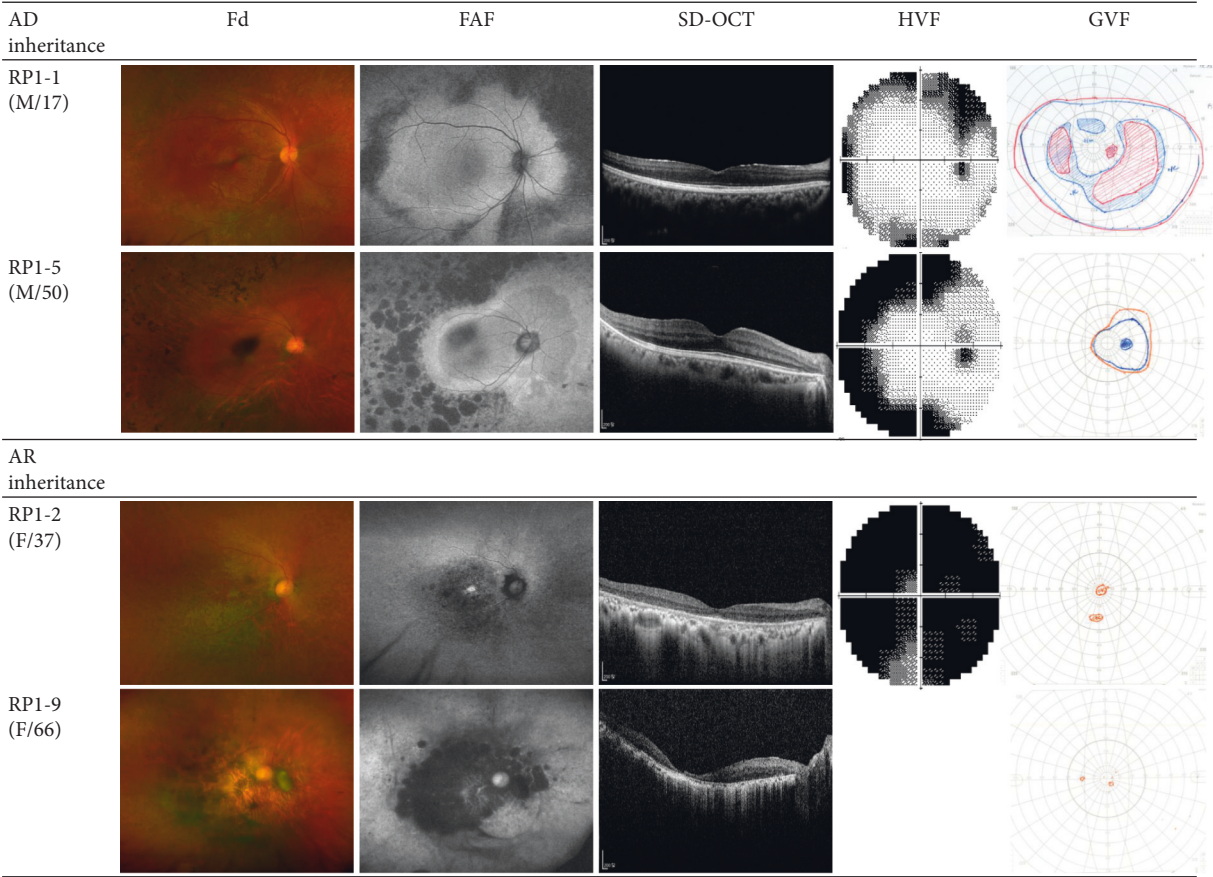 AD Fd FAF SD-OCT HVF GVF
inheritance
RP1-1
(M/17)
RP1-5
(M/50)
AR
inheritance
RP1-2
(F/37)
RP1-9
(F/66)